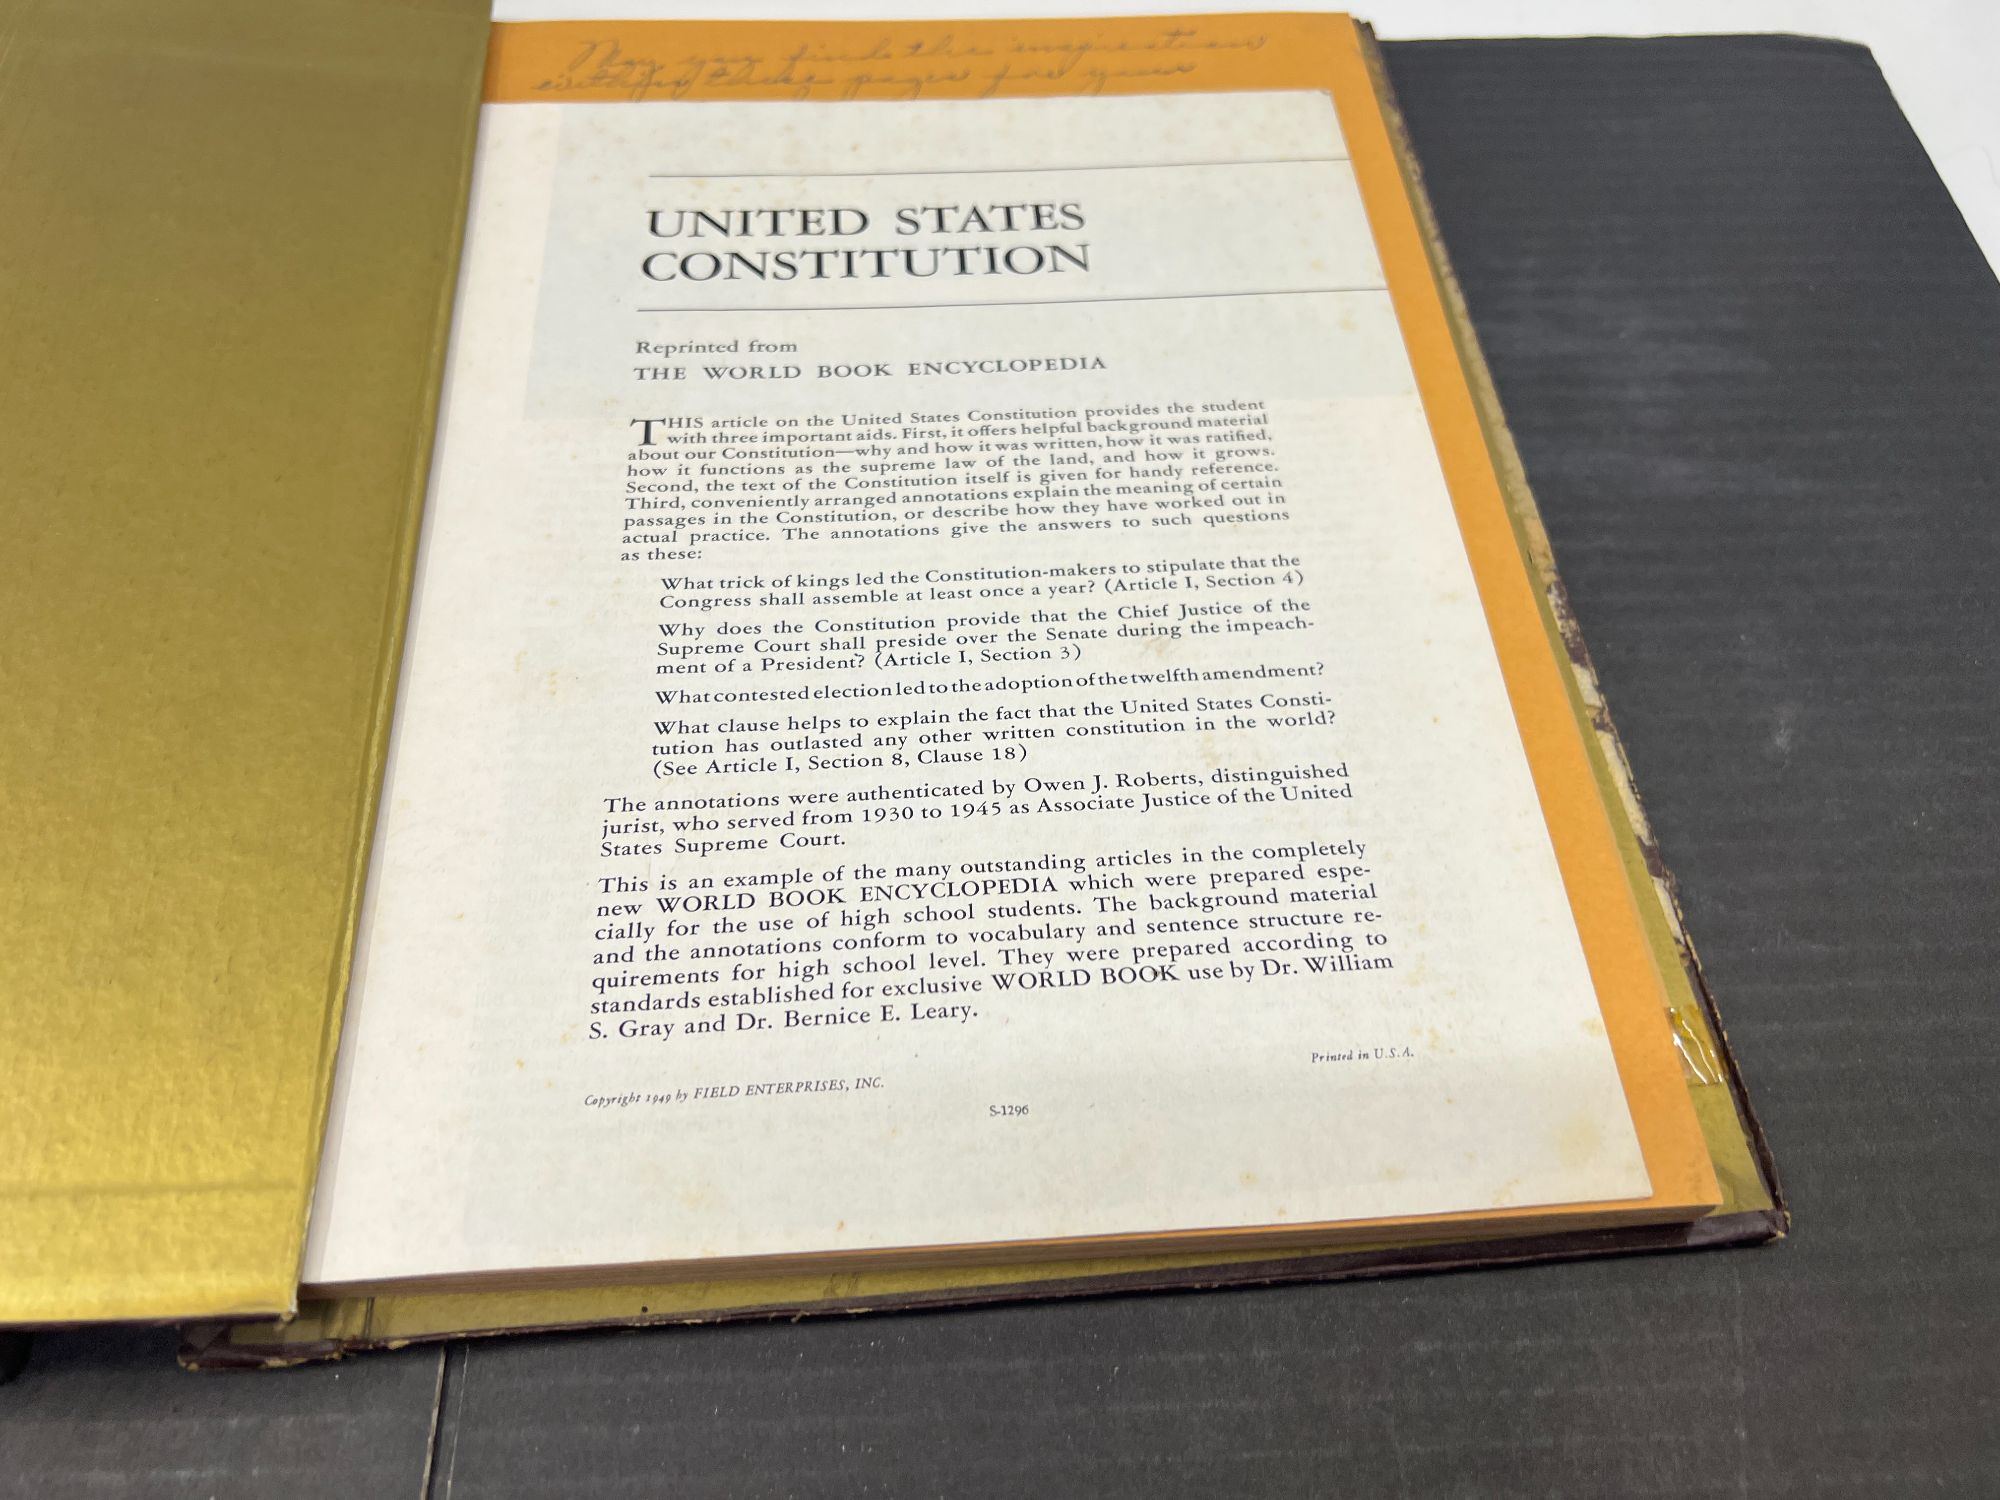 May you find the inspiration
within these pages for your
UNITED STATES
CONSTITUTION
Reprinted from
THE WORLD BOOK ENCYCLOPEDIA
THIS article on the United States Constitution provides the student
with three important aids. First, it offers helpful background material
about our Constitution—why and how it was written, how it was ratified,
how it functions as the supreme law of the land, and how it grows.
Second, the text of the Constitution itself is given for handy reference.
Third, conveniently arranged annotations explain the meaning of certain
passages in the Constitution, or describe how they have worked out in
actual practice. The annotations give the answers to such questions
as these:
What trick of kings led the Constitution-makers to stipulate that the
Congress shall assemble at least once a year? (Article I, Section 4)
Why does the Constitution provide that the Chief Justice of the
Supreme Court shall preside over the Senate during the impeach-
ment of a President? (Article I, Section 3)
What contested election led to the adoption of the twelfth amendment?
What clause helps to explain the fact that the United States Consti-
tution has outlasted any other written constitution in the world?
(See Article I, Section 8, Clause 18)
The annotations were authenticated by Owen J. Roberts, distinguished
jurist, who served from 1930 to 1945 as Associate Justice of the United
States Supreme Court.
This is an example of the many outstanding articles in the completely
new WORLD BOOK ENCYCLOPEDIA which were prepared espe-
cially for the use of high school students. The background material
and the annotations conform to vocabulary and sentence structure re-
quirements for high school level. They were prepared according to
standards established for exclusive WORLD BOOK use by Dr. William
S. Gray and Dr. Bernice E. Leary.
Printed in U.S.A.
Copyright 1949 by FIELD ENTERPRISES, INC.
S-1296